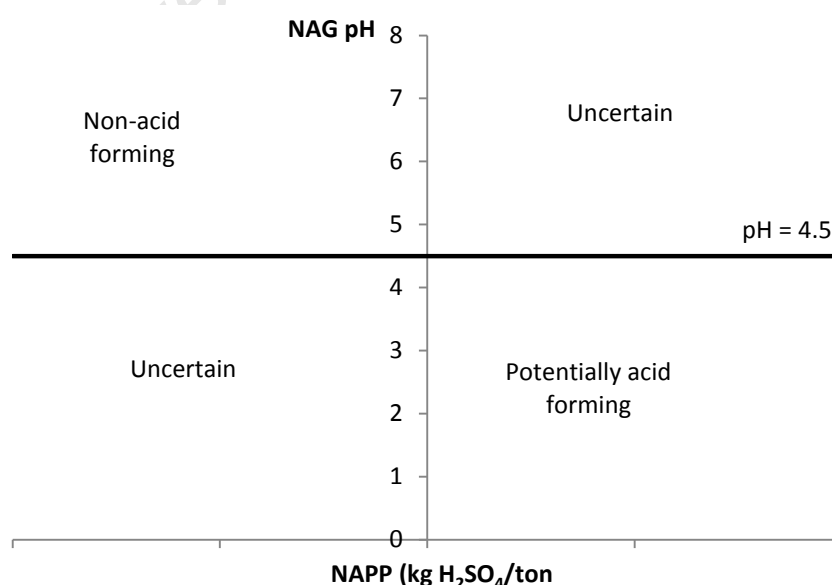 NAG pH
8
7
6
5
4
3
2
1
0
Non-acid
forming
Uncertain
pH = 4.5
Uncertain
Potentially acid
forming
NAPP (kg H₂SO₄/ton